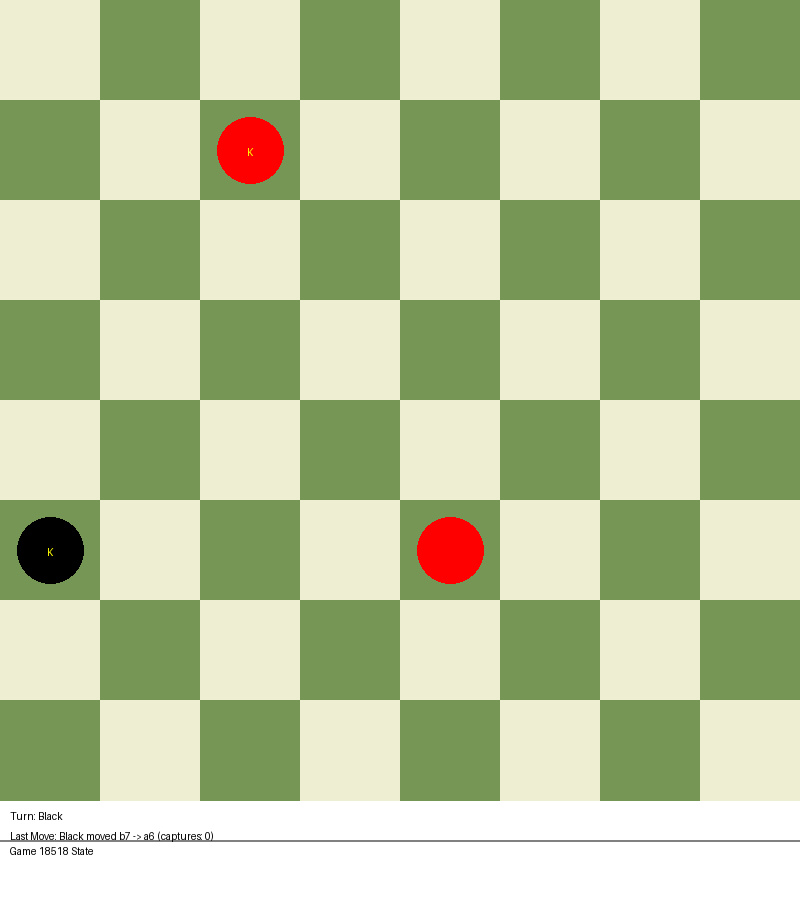 K
K
Turn: Black
Last Move: Black moved b7 -> a6 (captures: 0)
Game 18518 State